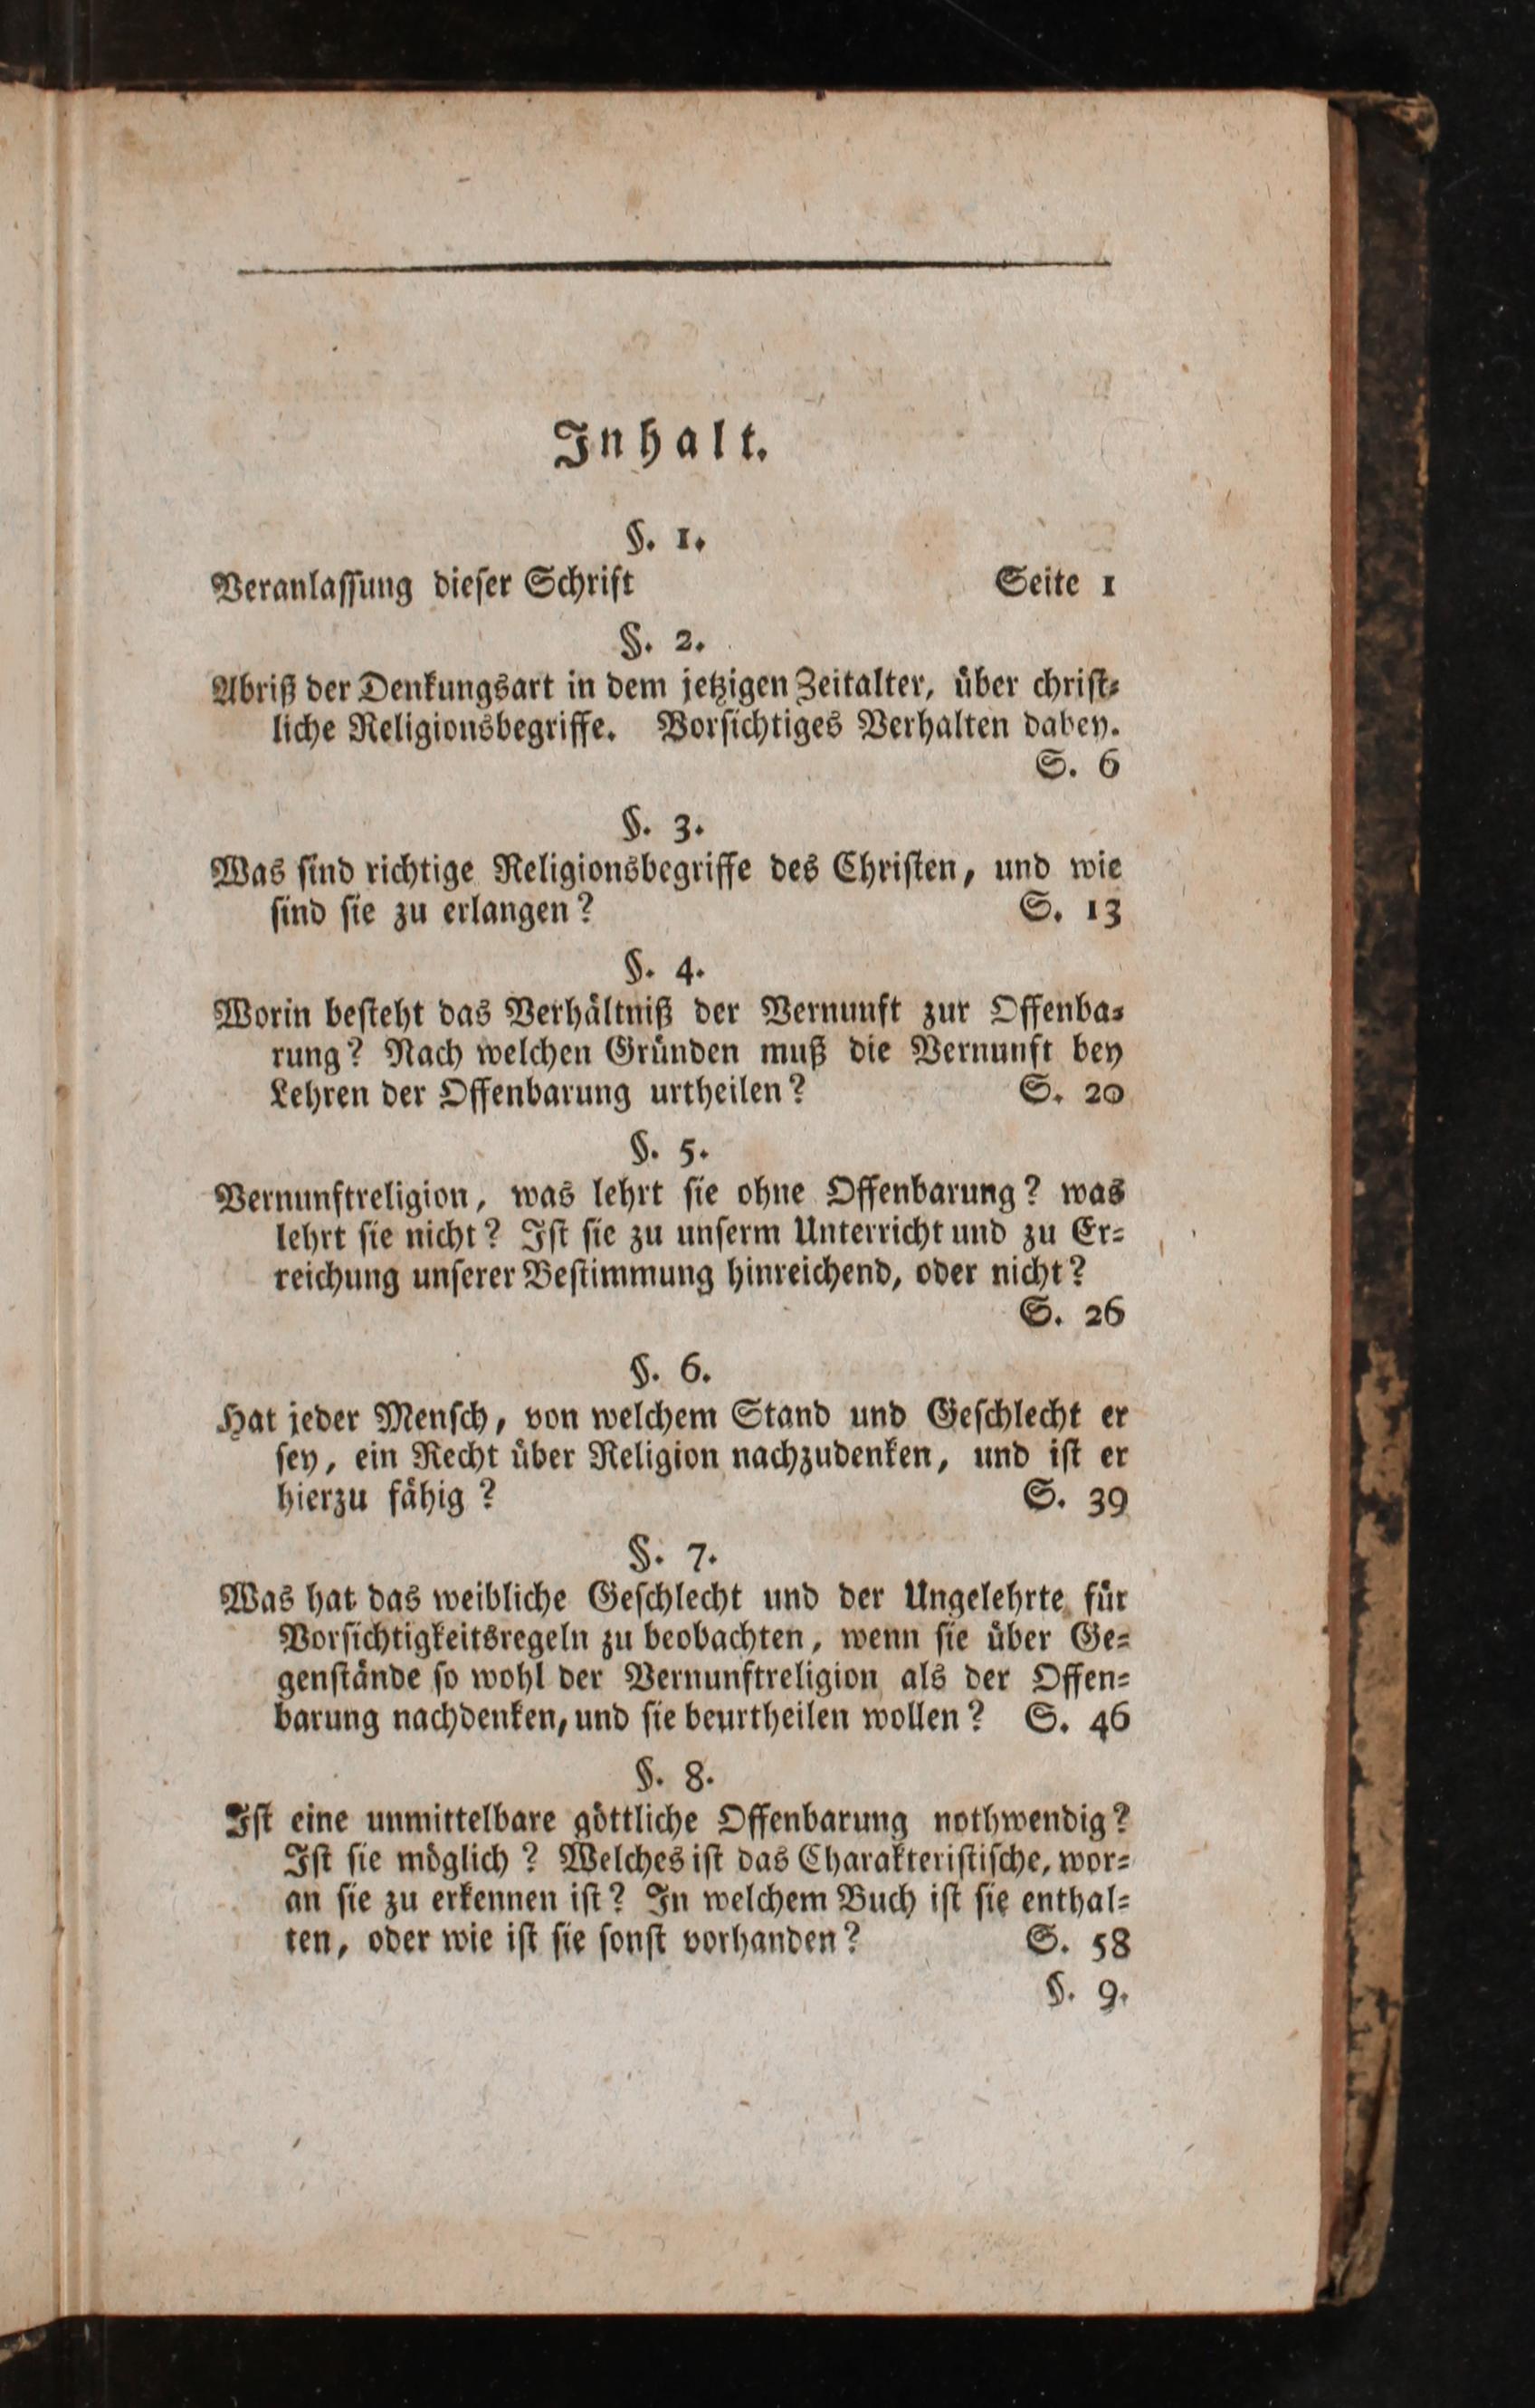 Inhalt.
§. 1.
Veranlaſſung dieſer Schrift Seite 1
§. 2.
Abriß der Denkungsart in dem jetzigen Zeitalter, über chriſt⸗
liche Religionsbegriffe. Vorſichtiges Verhalten dabey.
S. 6
§. 3.
Was ſind richtige Religionsbegriffe des Chriſten, und wie
ſind ſie zu erlangen? S. 13
§. 4.
Worin beſteht das Verhältniß der Vernunft zur Offenba⸗
rung? Nach welchen Gründen muß die Vernunft bey
Lehren der Offenbarung urtheilen? S. 20
§. 5.
Vernunftreligion, was lehrt ſie ohne Offenbarung? was
lehrt ſie nicht? Iſt ſie zu unſerm Unterricht und zu Er⸗
reichung unſerer Beſtimmung hinreichend, oder nicht?
S. 26
§. 6.
Hat jeder Menſch, von welchem Stand und Geſchlecht er
ſey, ein Recht über Religion nachzudenken, und iſt er
hierzu fähig? S. 39
§. 7.
Was hat das weibliche Geſchlecht und der Ungelehrte für
Vorſichtigkeitsregeln zu beobachten, wenn ſie über Ge⸗
genſtände ſo wohl der Vernunftreligion als der Offen⸗
barung nachdenken, und ſie beurtheilen wollen? S. 46
§. 8.
Iſt eine unmittelbare göttliche Offenbarung nothwendig?
Iſt ſie möglich? Welches iſt das Charakteriſtiſche, wor⸗
an ſie zu erkennen iſt? In welchem Buch iſt ſie enthal⸗
ten, oder wie iſt ſie ſonſt vorhanden? S. 58
§. 9.